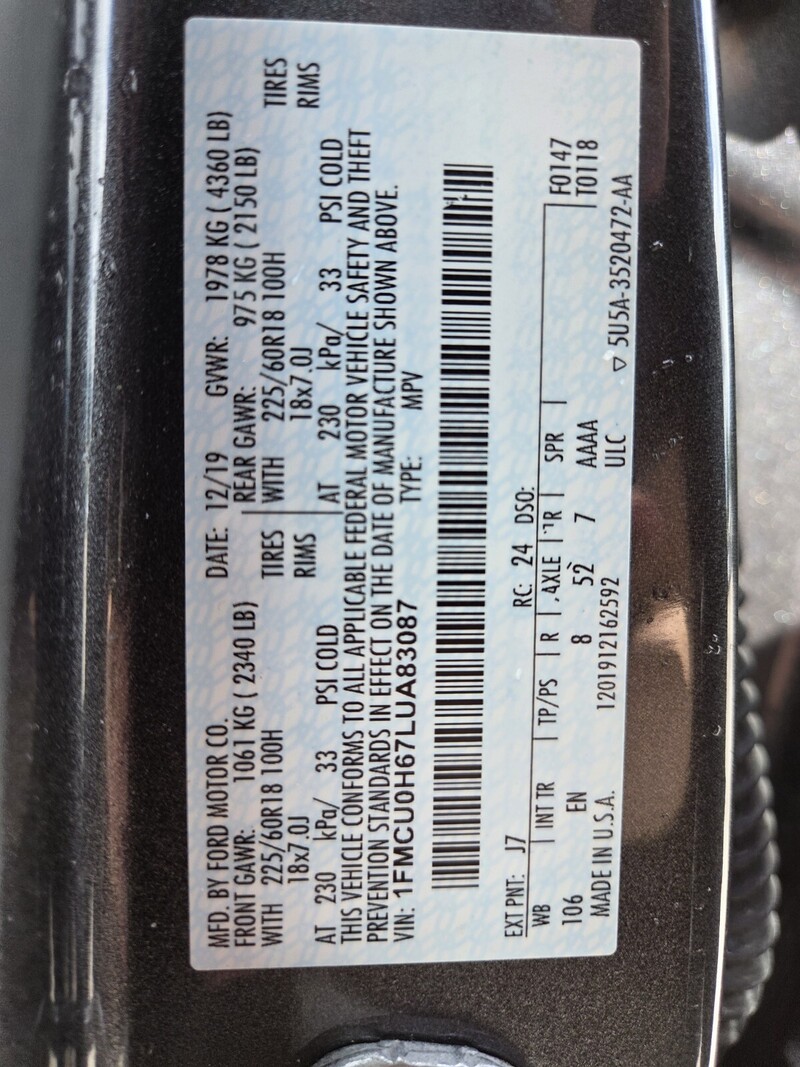 MFD. BY FORD MOTOR CO.
DATE: 12/19 GVWR: 1978 KG ( 4360 LB)
FRONT GAWR: 1061 KG ( 2340 LB)
REAR GAWR: 975 KG ( 2150 LB)
WITH 225/60R18 100H TIRES
WITH 225/60R18 100H TIRES
18x7.0J RIMS
18x7.0J RIMS
AT 230 kPa/ 33 PSI COLD
AT 230 kPa/ 33 PSI COLD
THIS VEHICLE CONFORMS TO ALL APPLICABLE FEDERAL MOTOR VEHICLE SAFETY AND THEFT
PREVENTION STANDARDS IN EFFECT ON THE DATE OF MANUFACTURE SHOWN ABOVE.
VIN: 1FMCU0H67LUA83087 TYPE: MPV
EXT PNT: J7 RC: 24 DSO:
WB INT TR TP/PS R AXLE TR SPR F0147
106 EN 8 52 7 AAAA T0118
MADE IN U.S.A. 1201912162592 ULC ▽ 5U5A-3520472-AA